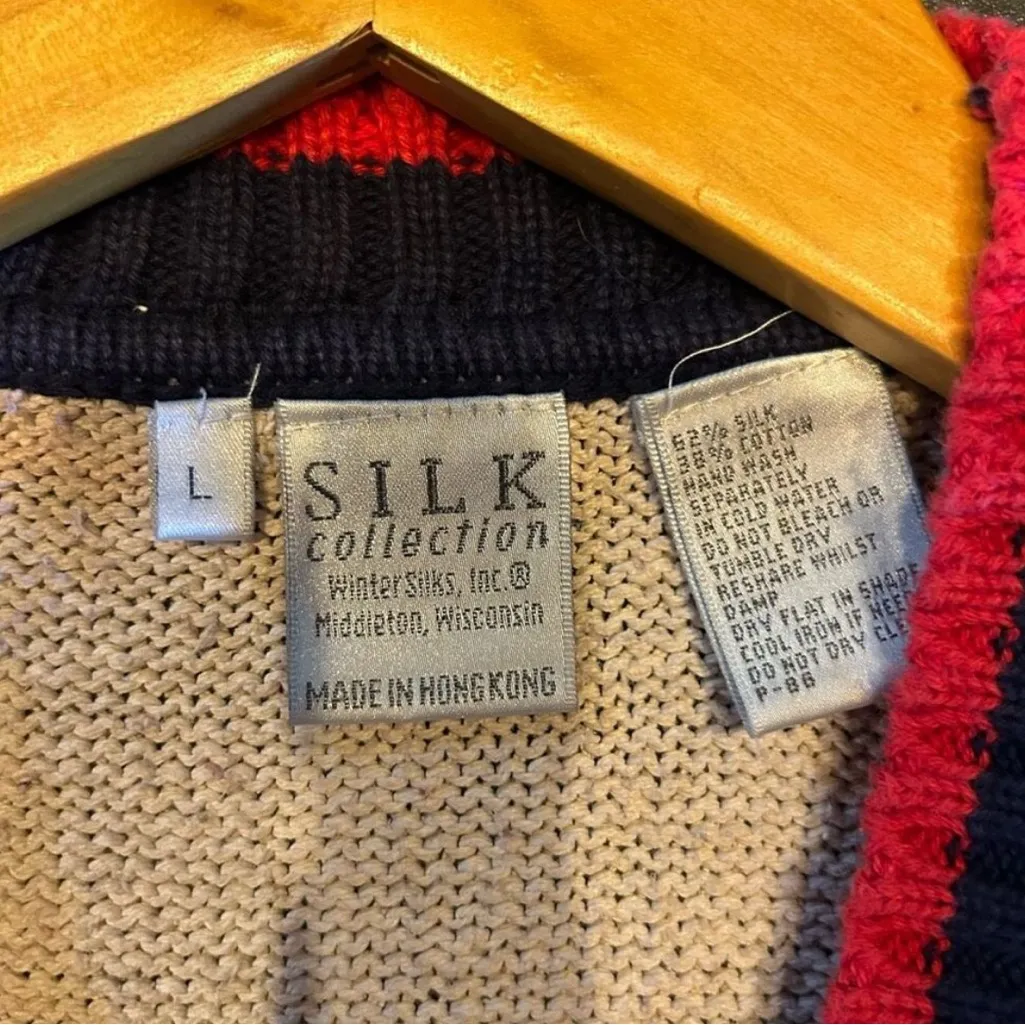 L
SILK
collection
WinterSilks, Inc.®
Middleton, Wisconsin
MADE IN HONG KONG
62% SILK
38% COTTON
HAND WASH
SEPARATELY
IN COLD WATER
DO NOT BLEACH OR
TUMBLE DRY
RESHAPE WHILST
DAMP
DRY FLAT IN SHADE
COOL IRON IF NEE
DO NOT DRY CLE
P-86